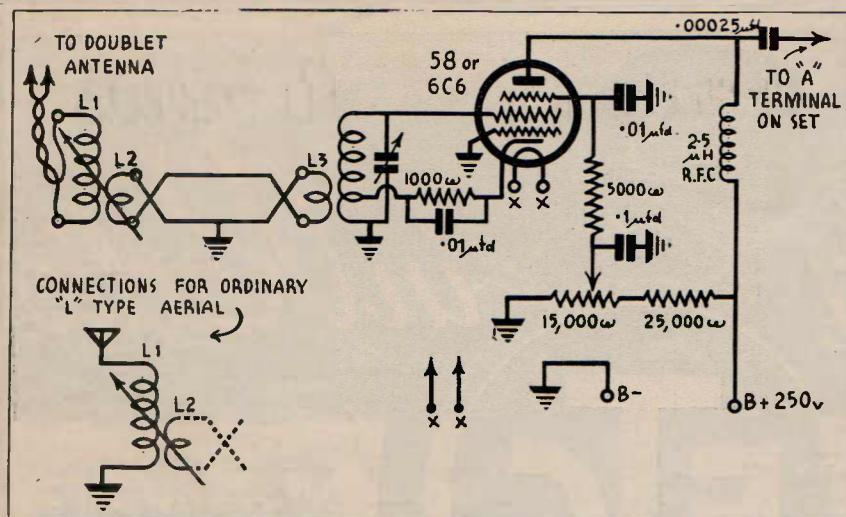 TO DOUBLET
ANTENNA
L1
L2
L3
58 or
6C6
.00025µfd
TO "A"
TERMINAL
ON SET
.01µfd.
2.5
µH
R.F.C
1000ω
.01µfd
5000ω
.1µfd
X X
CONNECTIONS FOR ORDINARY
"L" TYPE AERIAL
L1
L2
15,000ω
25,000ω
X X
B-
B+ 250v